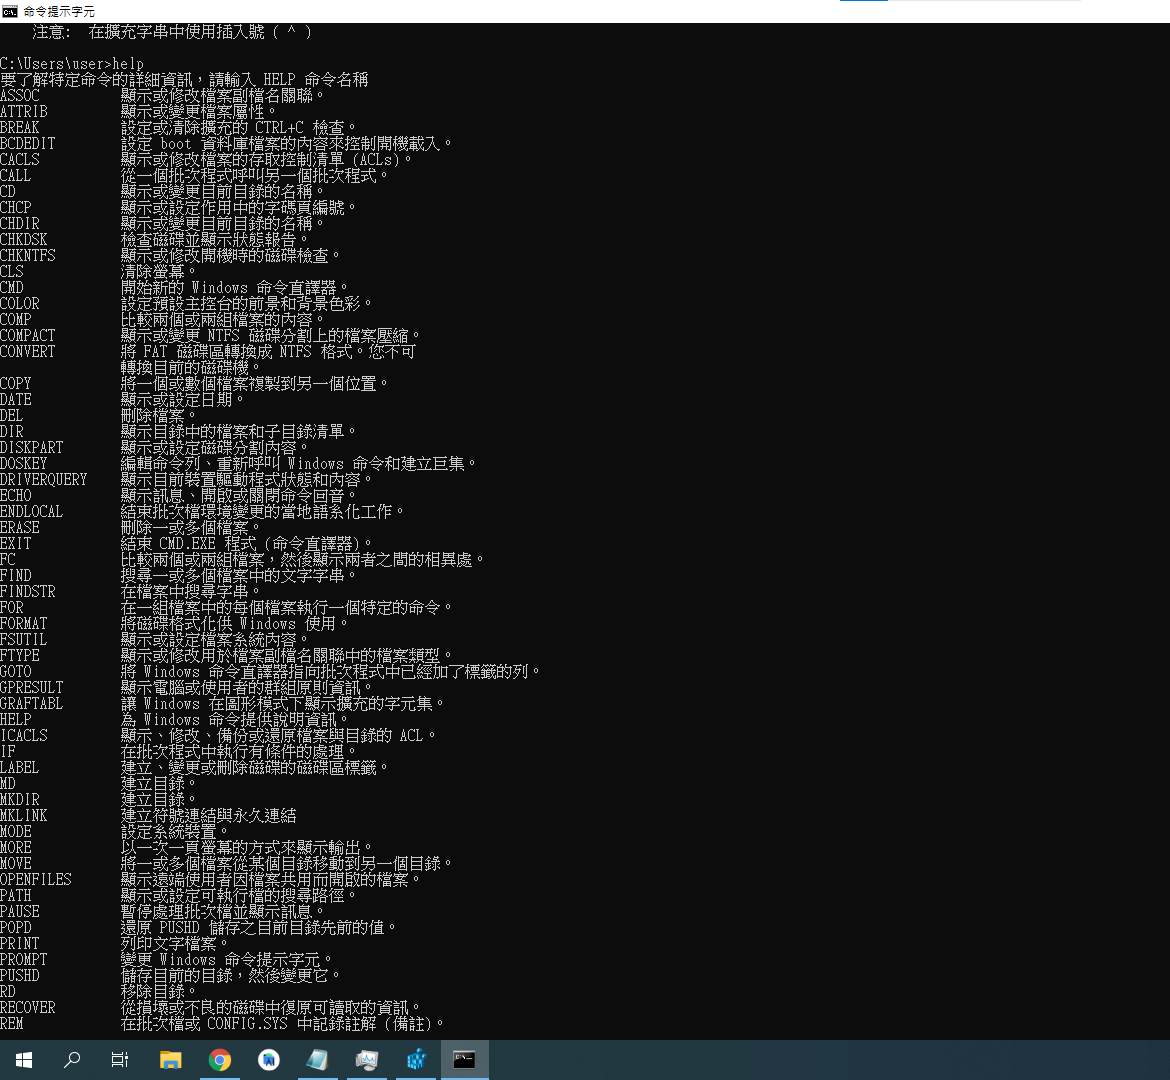 命令提示字元
注意:  在擴充字串中使用插入號 ( ^ )
C:\Users\user>help
要了解特定命令的詳細資訊，請輸入 HELP 命令名稱
ASSOC          顯示或修改檔案副檔名關聯。
ATTRIB         顯示或變更檔案屬性。
BREAK          設定或清除擴充的 CTRL+C 檢查。
BCDEDIT        設定 boot 資料庫檔案的內容來控制開機載入。
CACLS          顯示或修改檔案的存取控制清單 (ACLs)。
CALL           從一個批次程式呼叫另一個批次程式。
CD             顯示或變更目前目錄的名稱。
CHCP           顯示或設定作用中的字碼頁編號。
CHDIR          顯示或變更目前目錄的名稱。
CHKDSK         檢查磁碟並顯示狀態報告。
CHKNTFS        顯示或修改開機時的磁碟檢查。
CLS            清除螢幕。
CMD            開始新的 Windows 命令直譯器。
COLOR          設定預設主控台的前景和背景色彩。
COMP           比較兩個或兩組檔案的內容。
COMPACT        顯示或變更 NTFS 磁碟分割上的檔案壓縮。
CONVERT        將 FAT 磁碟區轉換成 NTFS 格式。您不可
               轉換目前的磁碟機。
COPY           將一個或數個檔案複製到另一個位置。
DATE           顯示或設定日期。
DEL            刪除檔案。
DIR            顯示目錄中的檔案和子目錄清單。
DISKPART       顯示或設定磁碟分割內容。
DOSKEY         編輯命令列、重新呼叫 Windows 命令和建立巨集。
DRIVERQUERY    顯示目前裝置驅動程式狀態和內容。
ECHO           顯示訊息、開啟或關閉命令回音。
ENDLOCAL       結束批次檔環境變更的當地語系化工作。
ERASE          刪除一或多個檔案。
EXIT           結束 CMD.EXE 程式 (命令直譯器)。
FC             比較兩個或兩組檔案，然後顯示兩者之間的相異處。
FIND           搜尋一或多個檔案中的文字字串。
FINDSTR        在檔案中搜尋字串。
FOR            在一組檔案中的每個檔案執行一個特定的命令。
FORMAT         將磁碟格式化供 Windows 使用。
FSUTIL         顯示或設定檔案系統內容。
FTYPE          顯示或修改用於檔案副檔名關聯中的檔案類型。
GOTO           將 Windows 命令直譯器指向批次程式中已經加了標籤的列。
GPRESULT       顯示電腦或使用者的群組原則資訊。
GRAFTABL       讓 Windows 在圖形模式下顯示擴充的字元集。
HELP           為 Windows 命令提供說明資訊。
ICACLS         顯示、修改、備份或還原檔案與目錄的 ACL。
IF             在批次程式中執行有條件的處理。
LABEL          建立、變更或刪除磁碟的磁碟區標籤。
MD             建立目錄。
MKDIR          建立目錄。
MKLINK         建立符號連結與永久連結
MODE           設定系統裝置。
MORE           以一次一頁螢幕的方式來顯示輸出。
MOVE           將一或多個檔案從某個目錄移動到另一個目錄。
OPENFILES      顯示遠端使用者因檔案共用而開啟的檔案。
PATH           顯示或設定可執行檔的搜尋路徑。
PAUSE          暫停處理批次檔並顯示訊息。
POPD           還原 PUSHD 儲存之目前目錄先前的值。
PRINT          列印文字檔案。
PROMPT         變更 Windows 命令提示字元。
PUSHD          儲存目前的目錄，然後變更它。
RD             移除目錄。
RECOVER        從損壞或不良的磁碟中復原可讀取的資訊。
REM            在批次檔或 CONFIG.SYS 中記錄註解 (備註)。